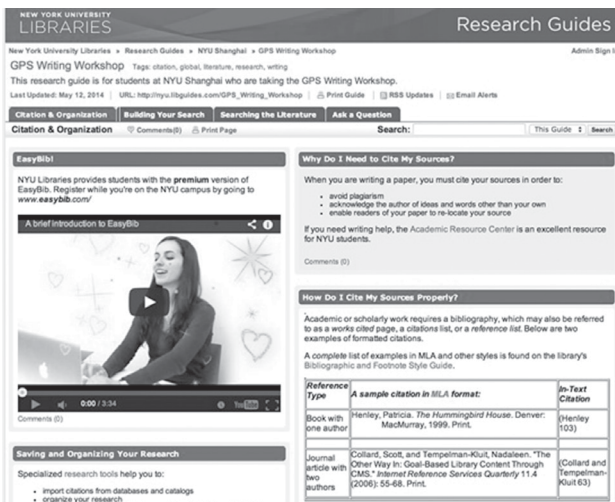 NEW YORK UNIVERSITY
LIBRARIES
Research Guides
New York University Libraries » Research Guides » NYU Shanghai » GPS Writing Workshop
Admin Sign I
GPS Writing Workshop Tags: citation, global, literature, research, writing
This research guide is for students at NYU Shanghai who are taking the GPS Writing Workshop.
Last Updated: May 12, 2014 URL: http://nyu.libguides.com/GPS_Writing_Workshop Print Guide RSS Updates Email Alerts
Citation & Organization Building Your Search Searching the Literature Ask a Question
Citation & Organization Comments(0) Print Page Search: This Guide Search
EasyBib!
NYU Libraries provides students with the premium version of
EasyBib. Register while you're on the NYU campus by going to
www.easybib.com/
A brief introduction to EasyBib
0:00 / 3:34 YouTube
Comments (0)
Saving and Organizing Your Research
Specialized research tools help you to:
• import citations from databases and catalogs
• organize your research
Why Do I Need to Cite My Sources?
When you are writing a paper, you must cite your sources in order to:
• avoid plagiarism
• acknowledge the author of ideas and words other than your own
• enable readers of your paper to re-locate your source
If you need writing help, the Academic Resource Center is an excellent resource
for NYU students.
Comments (0)
How Do I Cite My Sources Properly?
Academic or scholarly work requires a bibliography, which may also be referred
to as a works cited page, a citations list, or a reference list. Below are two
examples of formatted citations.
A complete list of examples in MLA and other styles is found on the library's
Bibliographic and Footnote Style Guide.
Reference Type A sample citation in MLA format: In-Text Citation
Book with one author Henley, Patricia. The Hummingbird House. Denver: MacMurray, 1999. Print. (Henley 103)
Journal article with two authors Collard, Scott, and Tempelman-Kluit, Nadaleen. "The Other Way In: Goal-Based Library Content Through CMS." Internet Reference Services Quarterly 11.4 (2006): 55-68. Print. (Collard and Tempelman-Kluit 63)